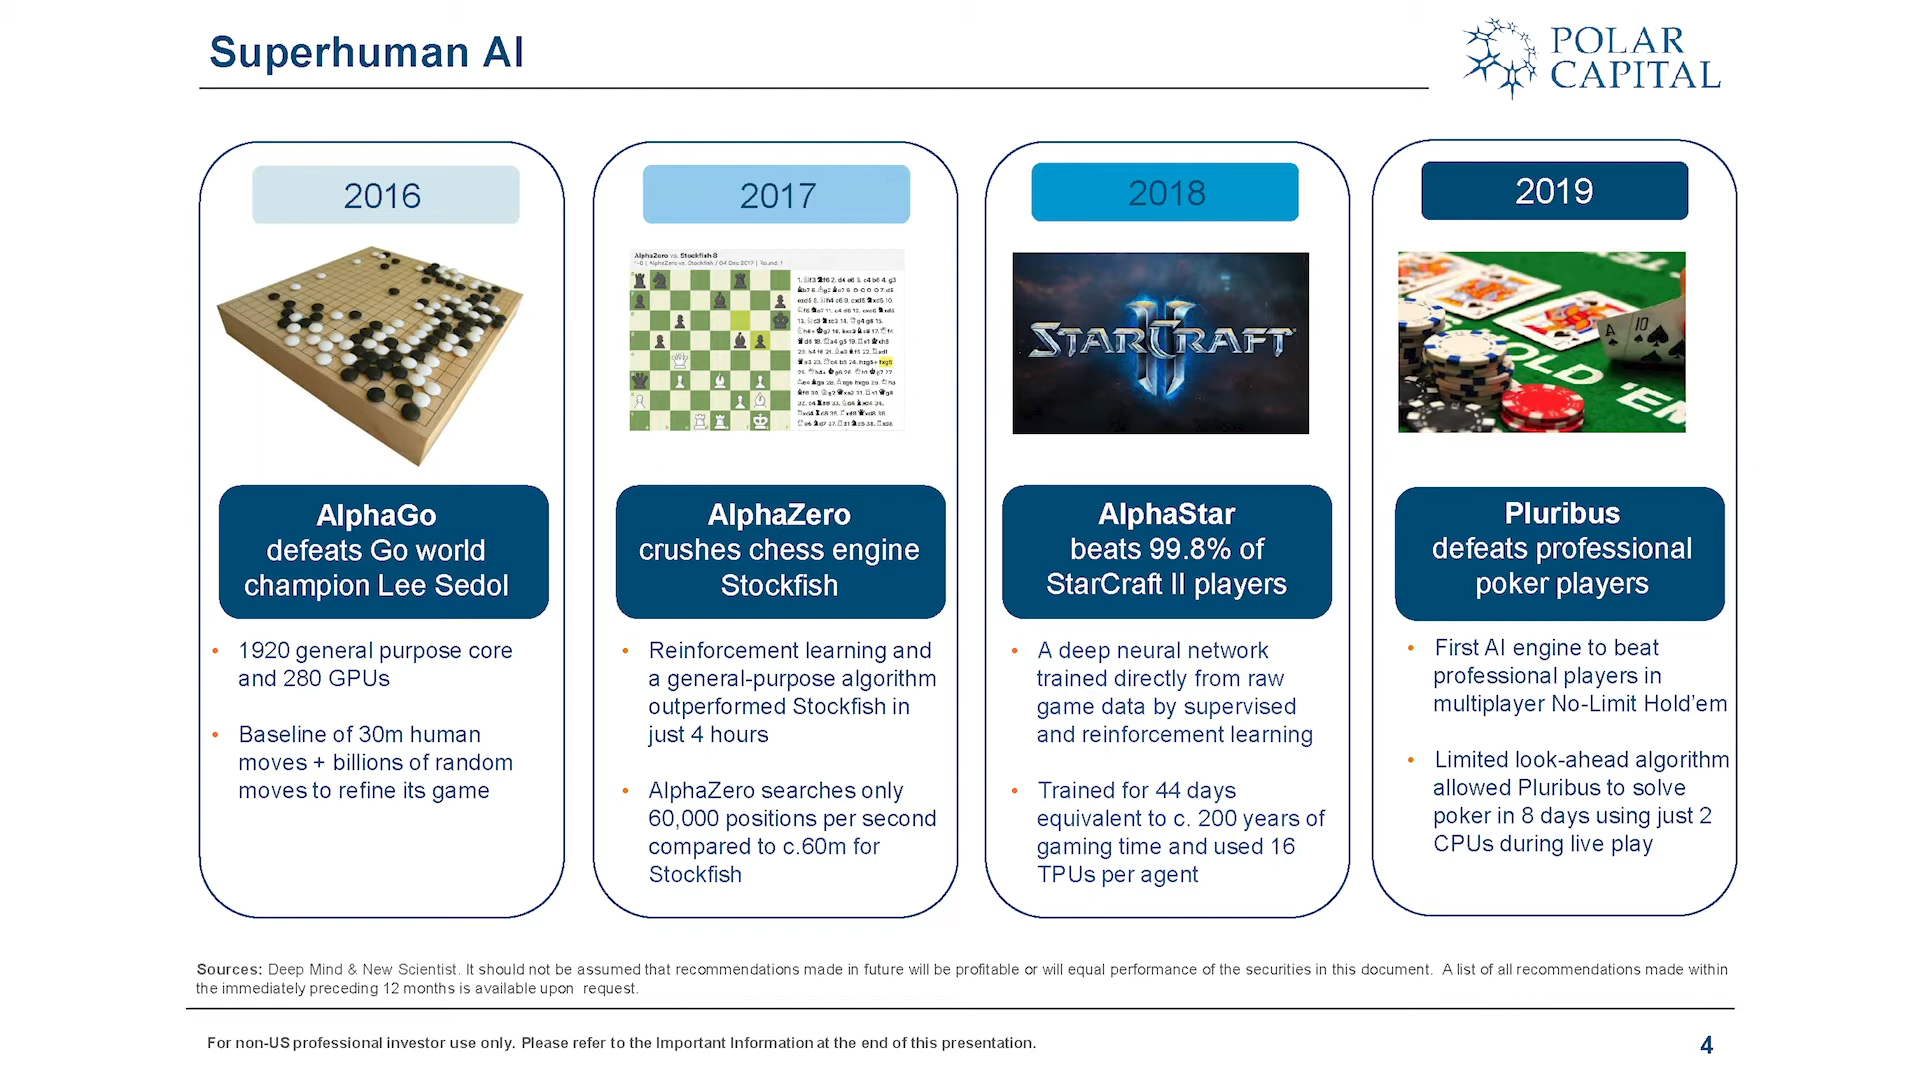 Superhuman AI
POLAR
CAPITAL
2016
AlphaGo
defeats Go world
champion Lee Sedol
• 1920 general purpose core
and 280 GPUs
• Baseline of 30m human
moves + billions of random
moves to refine its game
2017
AlphaZero vs. Stockfish 8
AlphaZero
crushes chess engine
Stockfish
• Reinforcement learning and
a general-purpose algorithm
outperformed Stockfish in
just 4 hours
• AlphaZero searches only
60,000 positions per second
compared to c.60m for
Stockfish
2018
STARCRAFT
II
AlphaStar
beats 99.8% of
StarCraft II players
• A deep neural network
trained directly from raw
game data by supervised
and reinforcement learning
• Trained for 44 days
equivalent to c. 200 years of
gaming time and used 16
TPUs per agent
2019
A 10
OLD 'EM
Pluribus
defeats professional
poker players
• First AI engine to beat
professional players in
multiplayer No-Limit Hold’em
• Limited look-ahead algorithm
allowed Pluribus to solve
poker in 8 days using just 2
CPUs during live play
Sources: Deep Mind & New Scientist. It should not be assumed that recommendations made in future will be profitable or will equal performance of the securities in this document. A list of all recommendations made within
the immediately preceding 12 months is available upon request.
For non-US professional investor use only. Please refer to the Important Information at the end of this presentation.
4